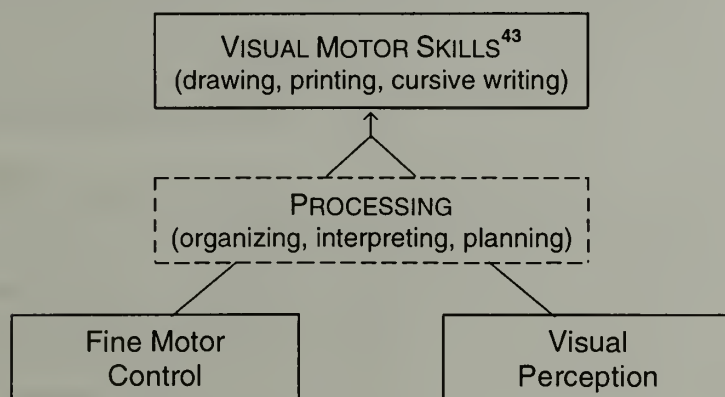 VISUAL MOTOR SKILLS43
(drawing, printing, cursive writing)
PROCESSING
(organizing, interpreting, planning)
Fine Motor
Control
Visual
Perception